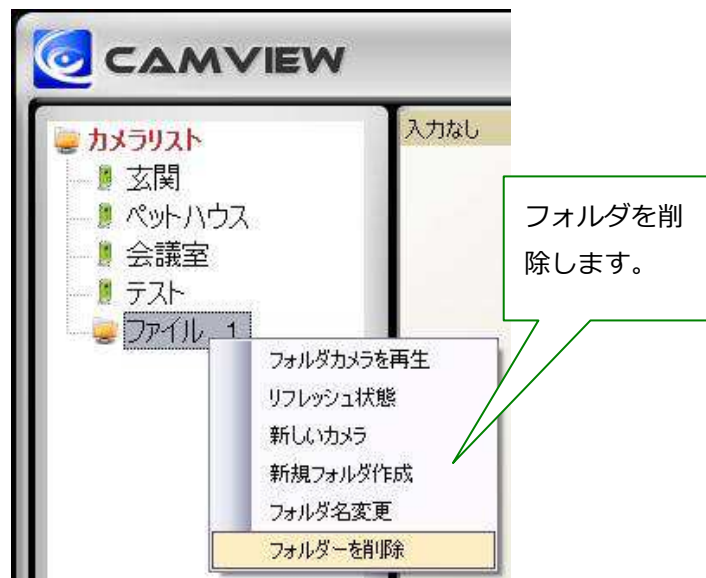 CAMVIEW
カメラリスト
玄関
ペットハウス
会議室
テスト
ファイル 1
入力なし
フォルダを削
除します。
フォルダカメラを再生
リフレッシュ状態
新しいカメラ
新規フォルダ作成
フォルダ名変更
フォルダーを削除